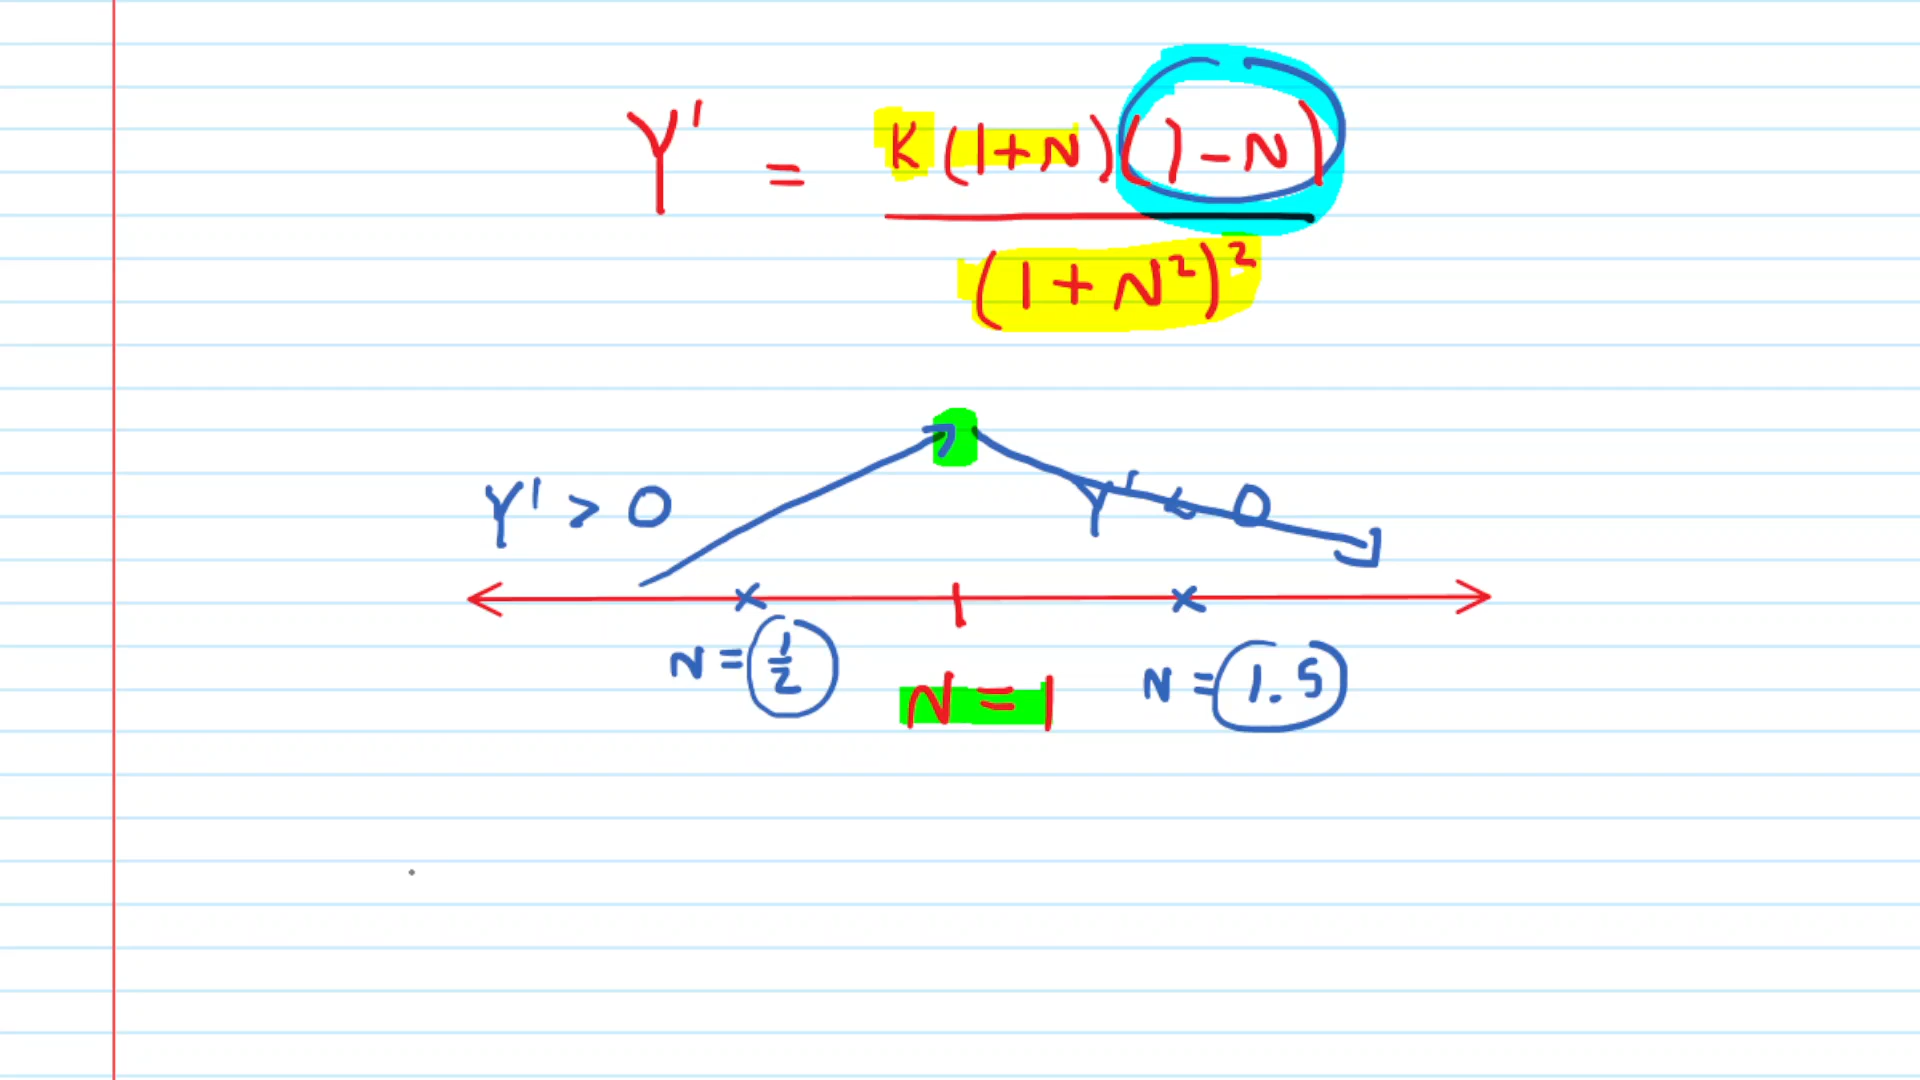 Y' = K(1+N)(1-N)
(1+N²)²
Y' > 0 Y' < 0
N = 1/2 N = 1 N = 1.5